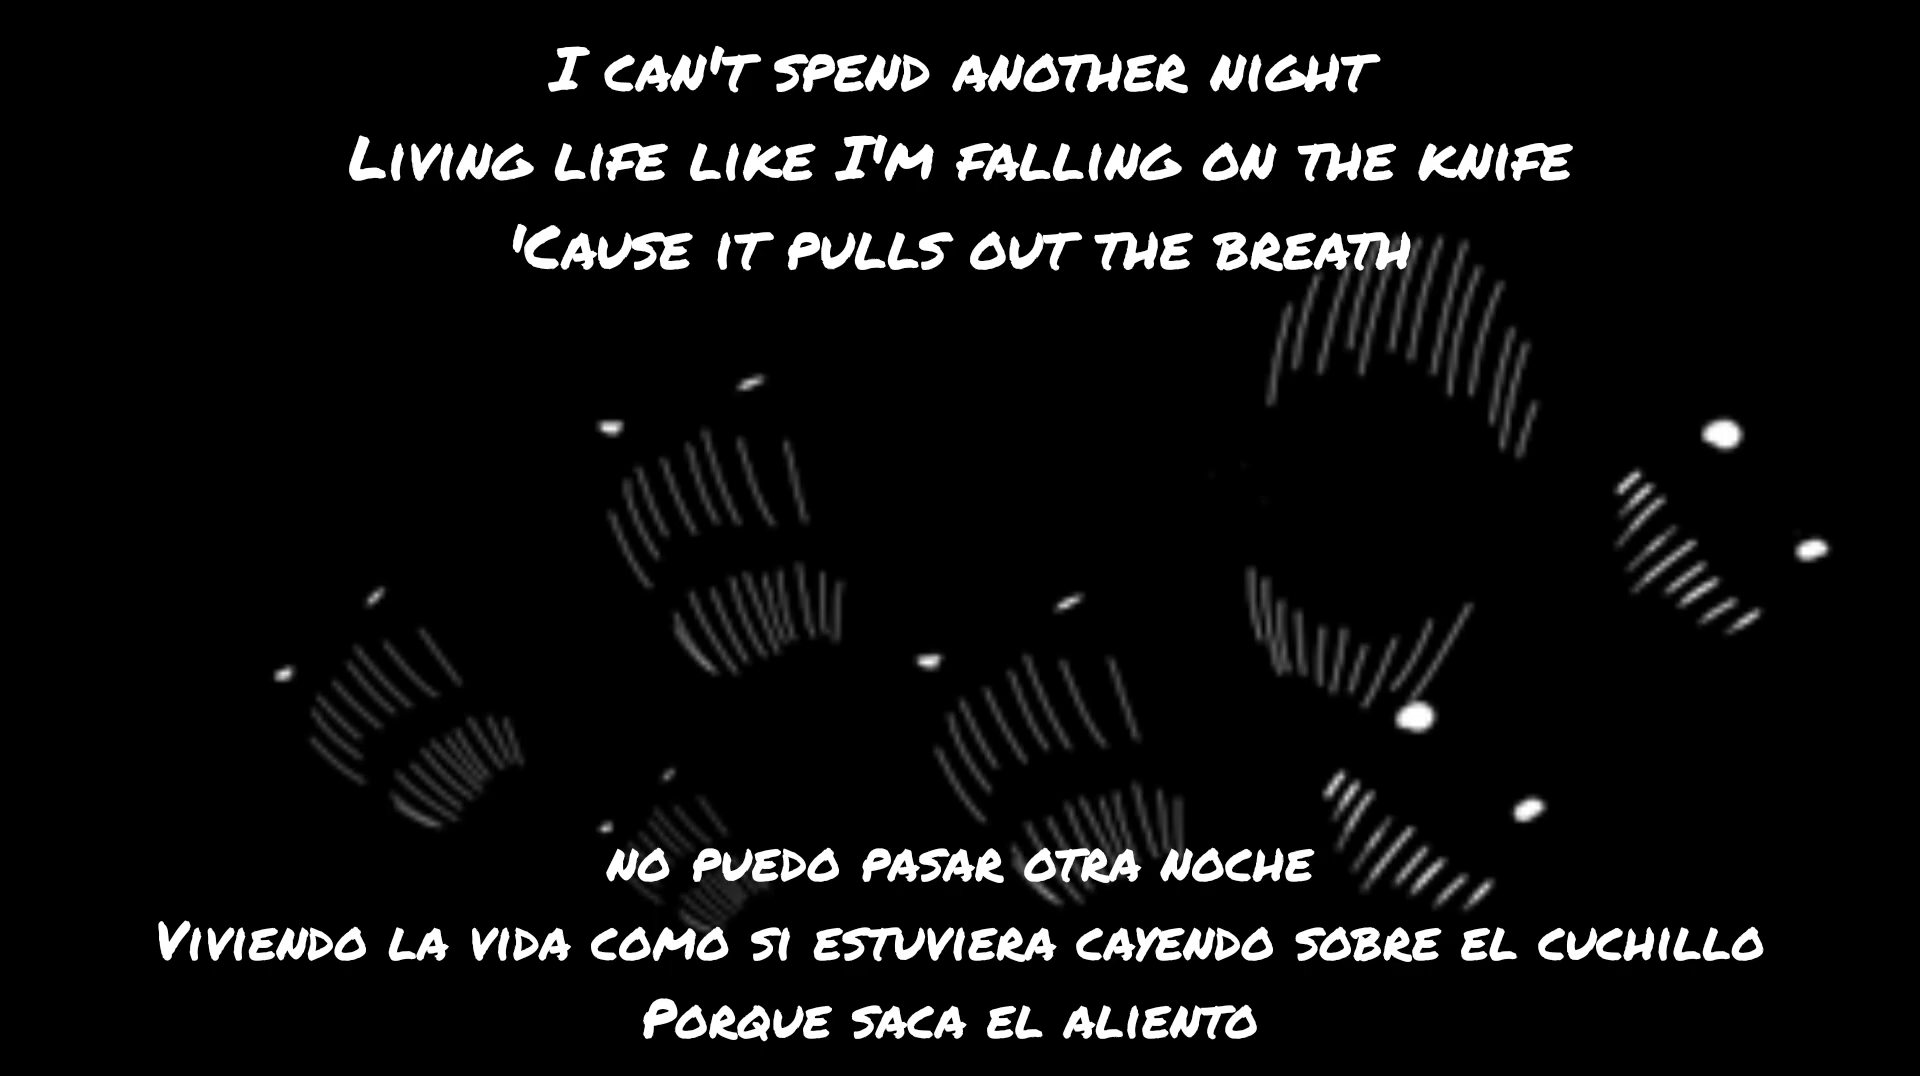 I can't spend another night
Living life like I'm falling on the knife
'Cause it pulls out the breath
no puedo pasar otra noche
Viviendo la vida como si estuviera cayendo sobre el cuchillo
Porque saca el aliento